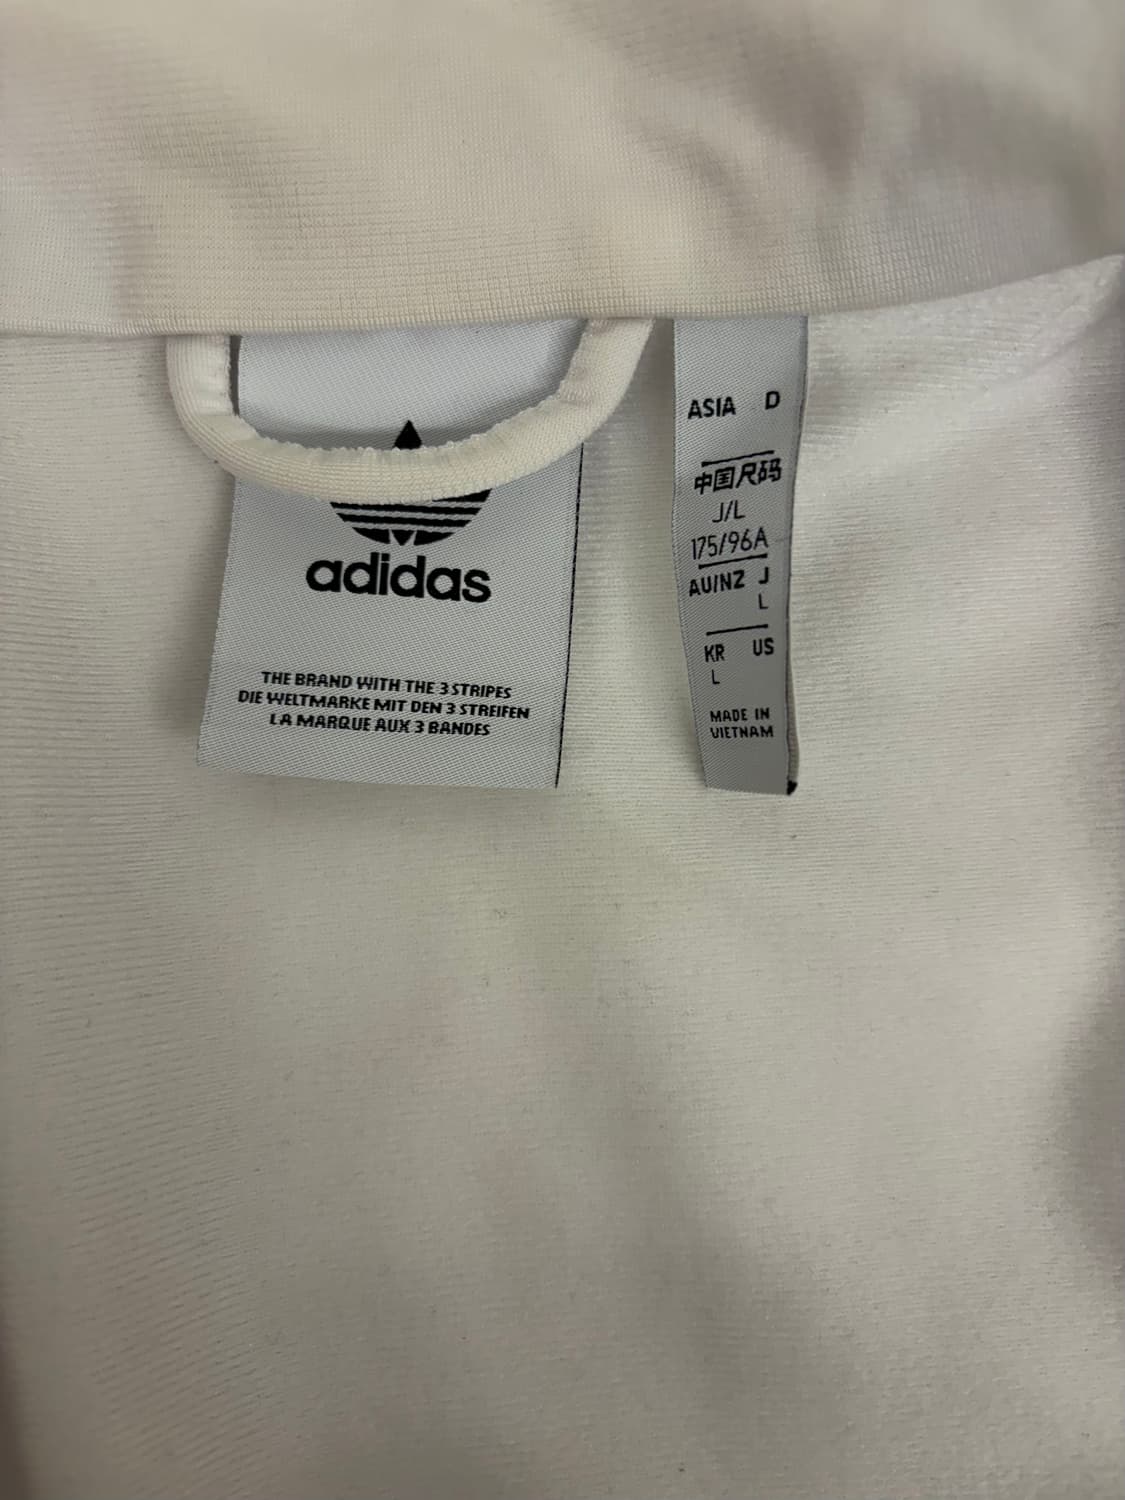 adidas
THE BRAND WITH THE 3 STRIPES
DIE WELTMARKE MIT DEN 3 STREIFEN
LA MARQUE AUX 3 BANDES
ASIA D
中国尺码
J/L
175/96A
AU/NZ J
L
KR US
L
MADE IN
VIETNAM